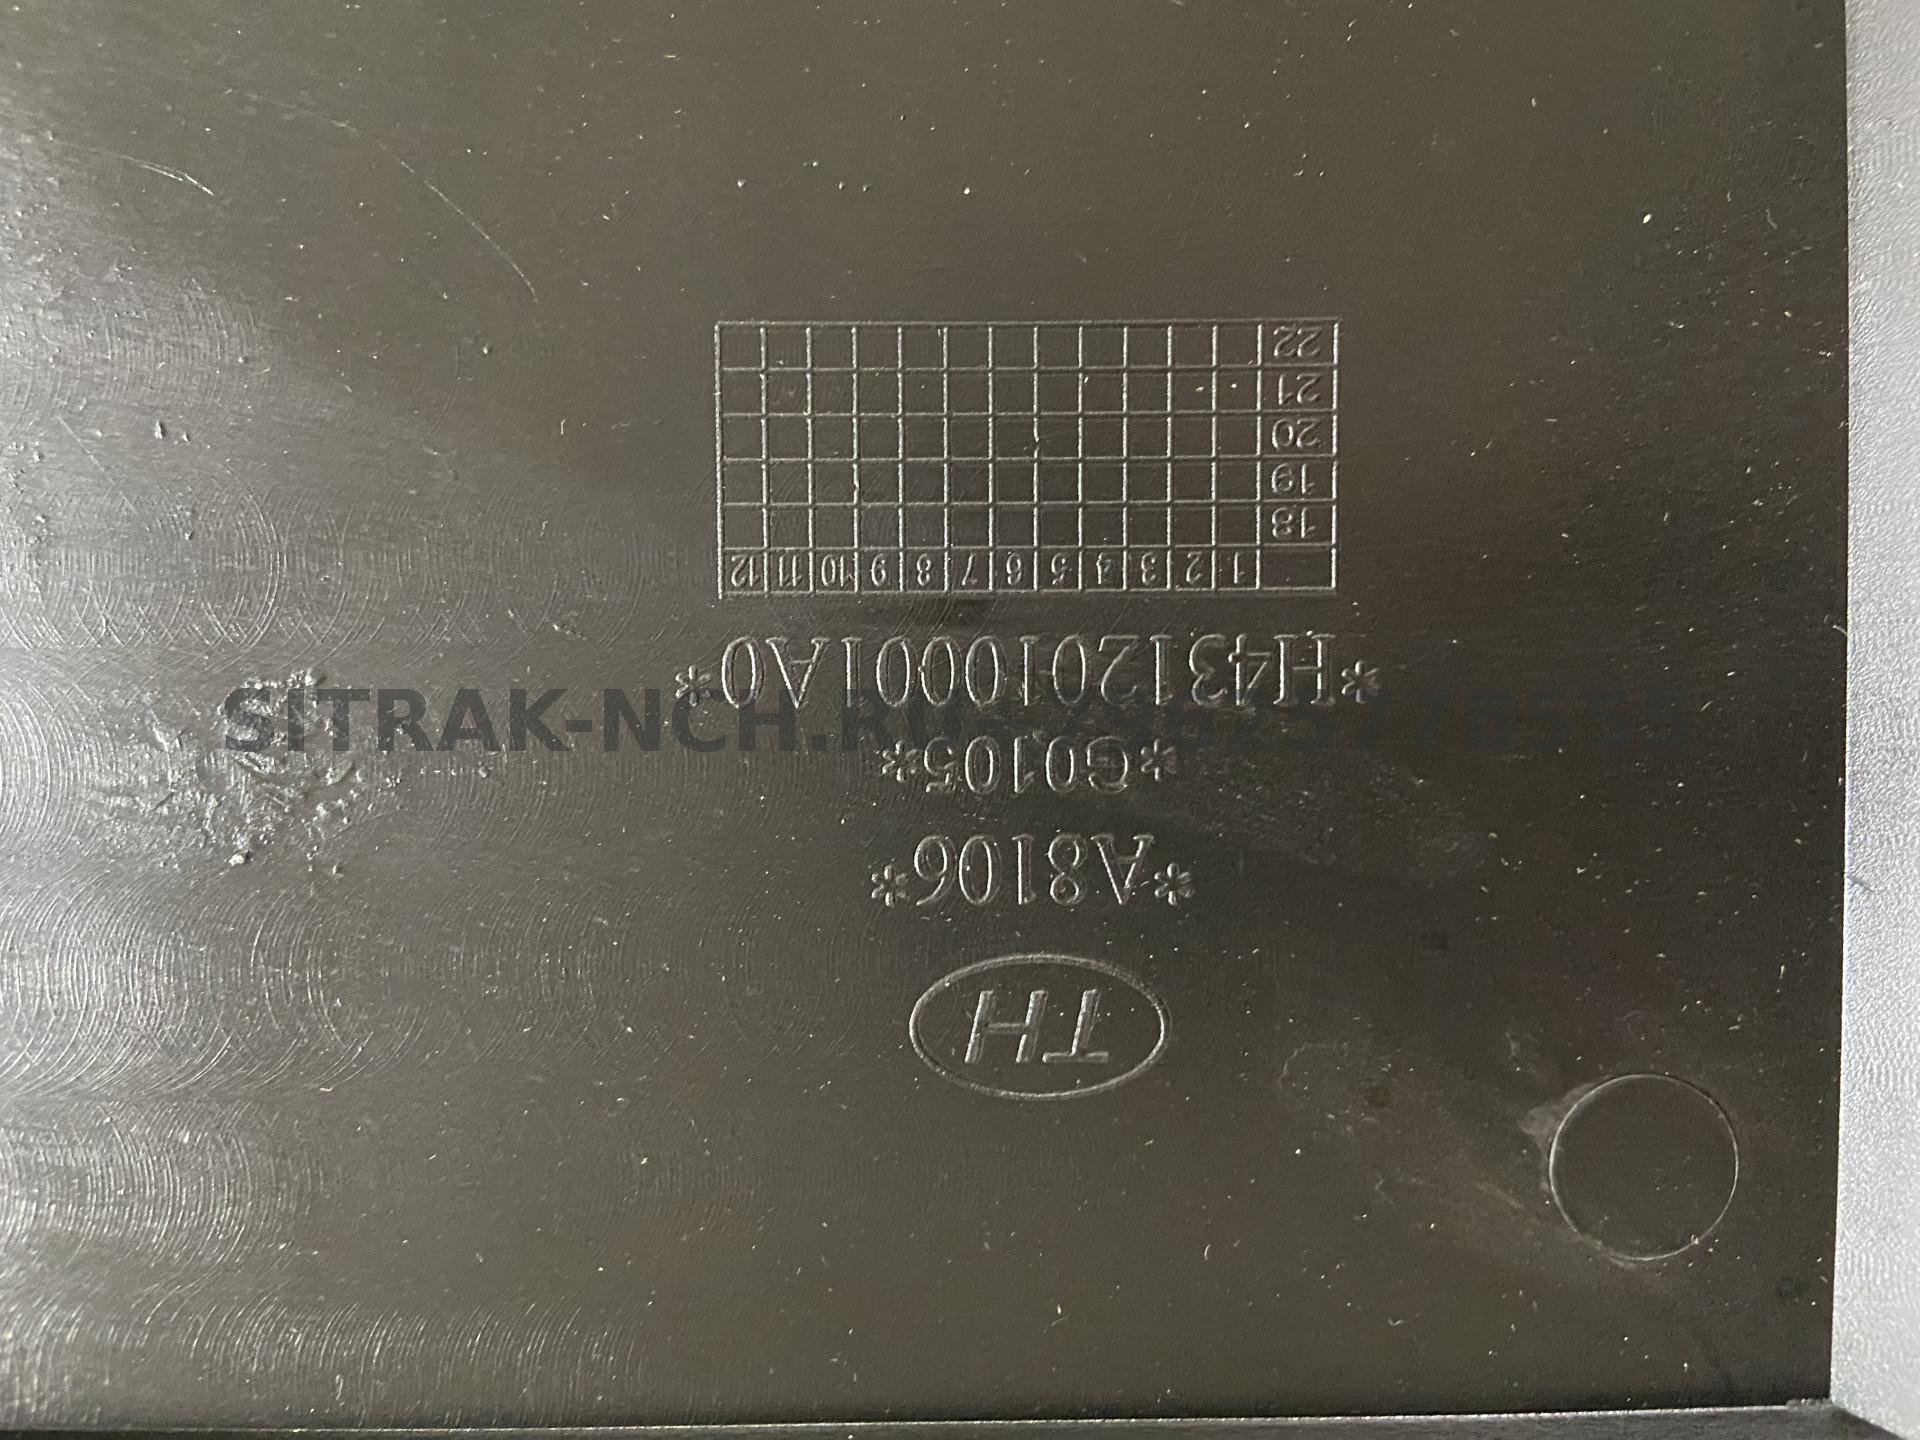 TH
*A8106*
*G0105*
*H4312010001A0*
1 2 3 4 5 6 7 8 9 10 11 12
18
19
20
21
22
SITRAK-NCH.RU